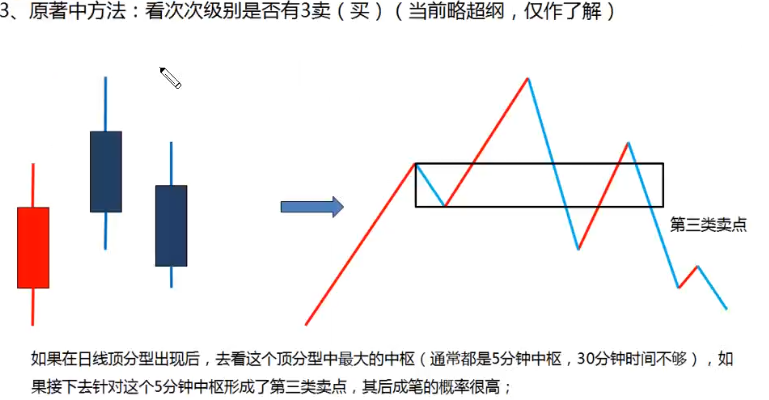 3、原著中方法：看次次级别是否有3卖（买）（当前略超纲，仅作了解）
第三类卖点
如果在日线顶分型出现后，去看这个顶分型中最大的中枢（通常都是5分钟中枢，30分钟时间不够），如
果接下去针对这个5分钟中枢形成了第三类卖点，其后成笔的概率很高；